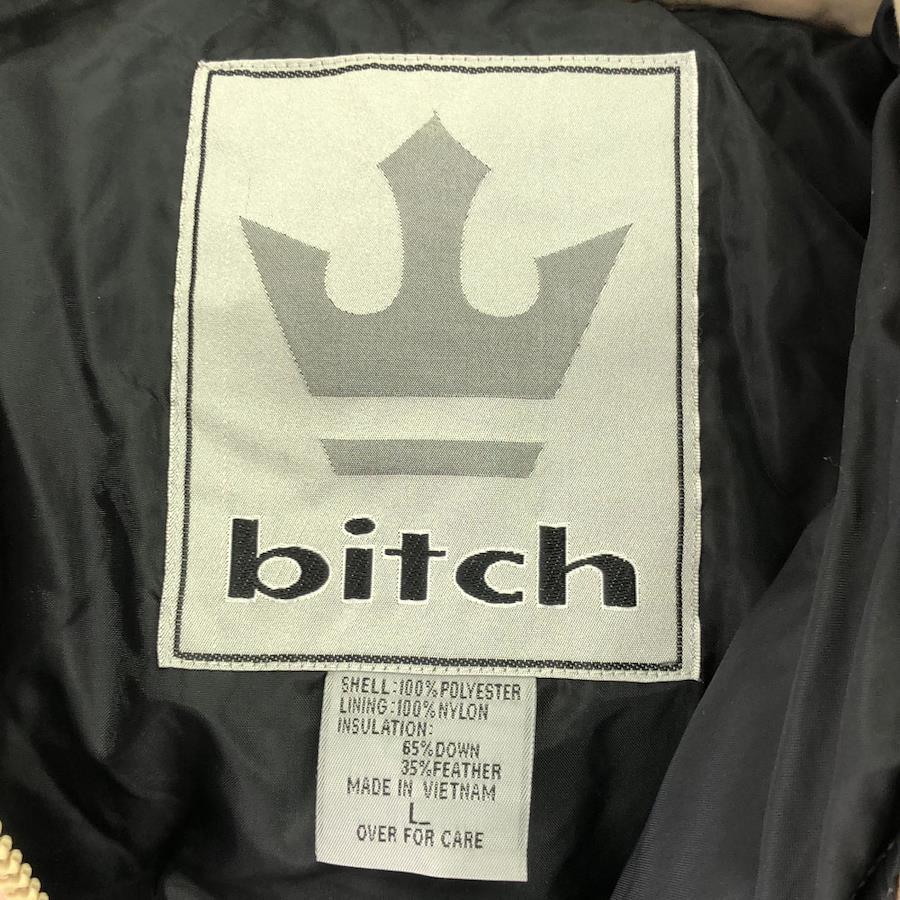 bitch
SHELL:100%POLYESTER
LINING:100%NYLON
INSULATION:
65%DOWN
35%FEATHER
MADE IN VIETNAM
L
OVER FOR CARE